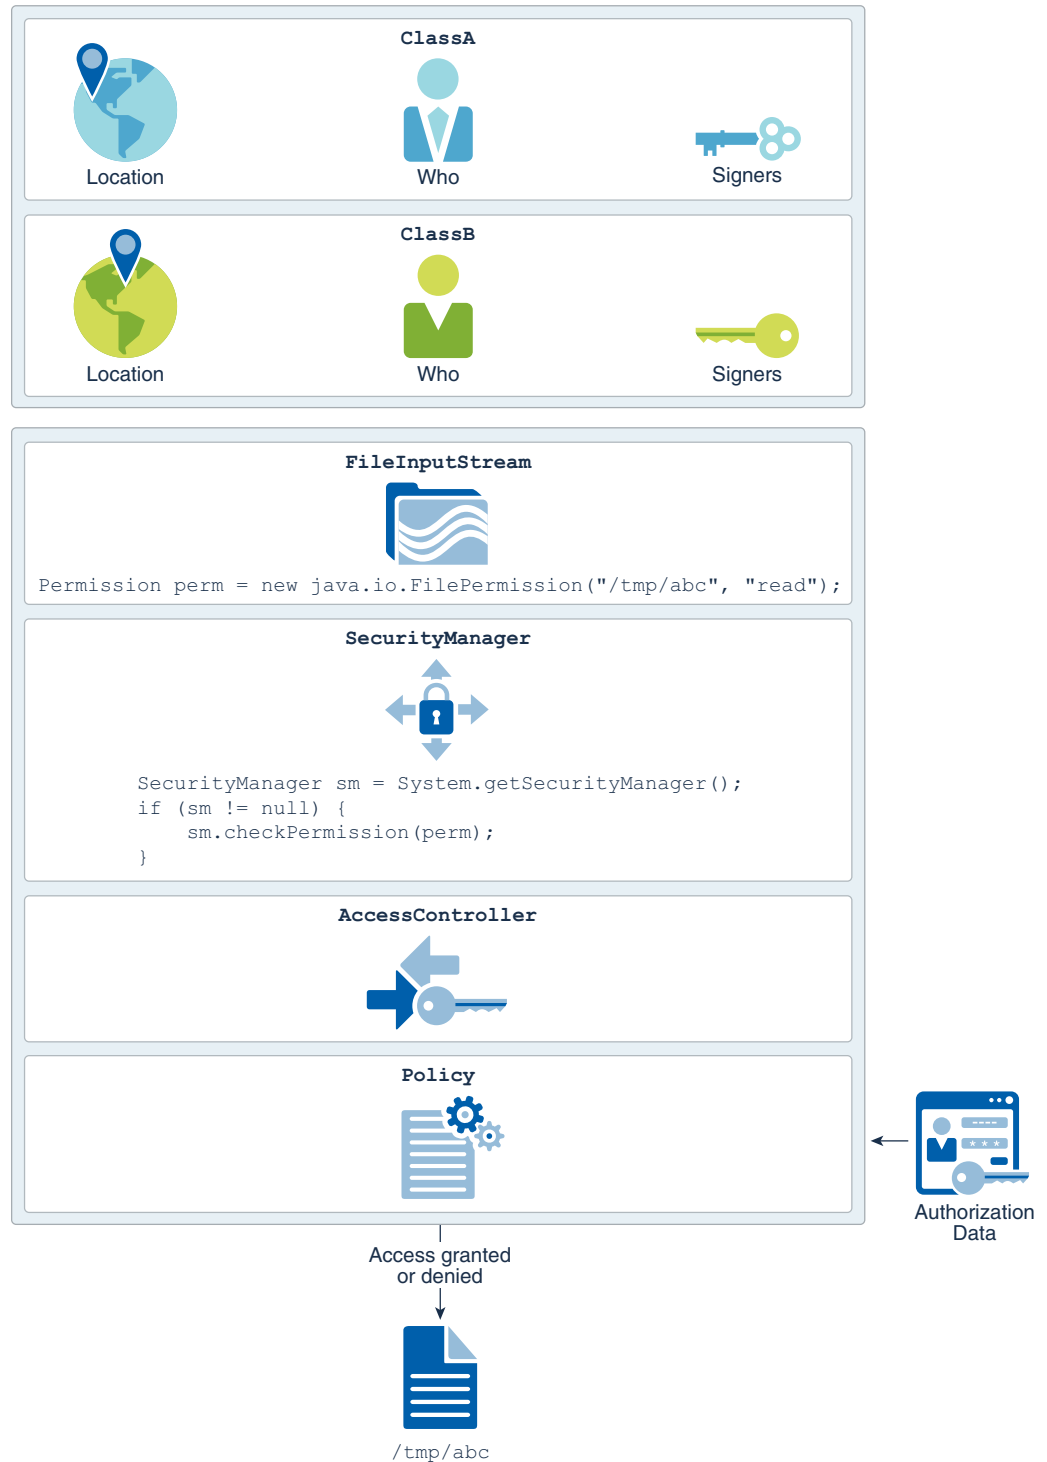 ClassA
Location
Who
Signers
ClassB
Location
Who
Signers
FileInputStream
Permission perm = new java.io.FilePermission("/tmp/abc", "read");
SecurityManager
SecurityManager sm = System.getSecurityManager();
if (sm != null) {
    sm.checkPermission(perm);
}
AccessController
Policy
- - - -
* * *
Authorization
Data
Access granted
or denied
/tmp/abc